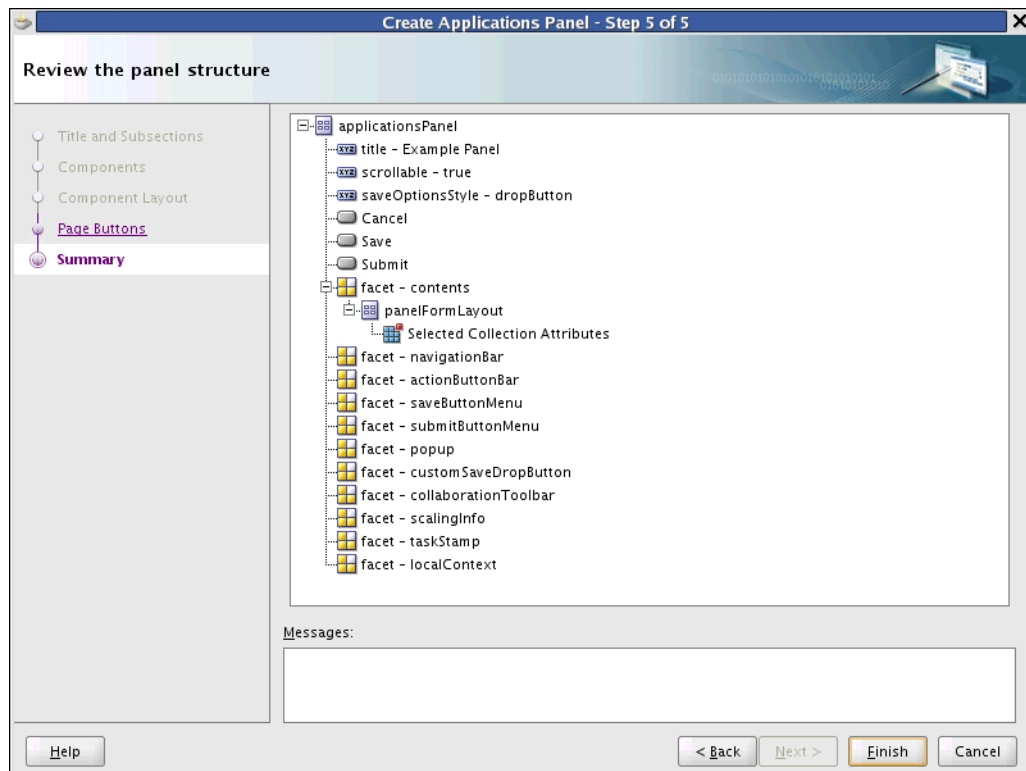 Create Applications Panel - Step 5 of 5
Review the panel structure
Title and Subsections
Components
Component Layout
Page Buttons
Summary
applicationsPanel
XYZ title - Example Panel
XYZ scrollable - true
XYZ saveOptionsStyle - dropButton
Cancel
Save
Submit
facet - contents
panelFormLayout
Selected Collection Attributes
facet - navigationBar
facet - actionButtonBar
facet - saveButtonMenu
facet - submitButtonMenu
facet - popup
facet - customSaveDropButton
facet - collaborationToolbar
facet - scalingInfo
facet - taskStamp
facet - localContext
Messages:
Help
< Back
Next >
Finish
Cancel